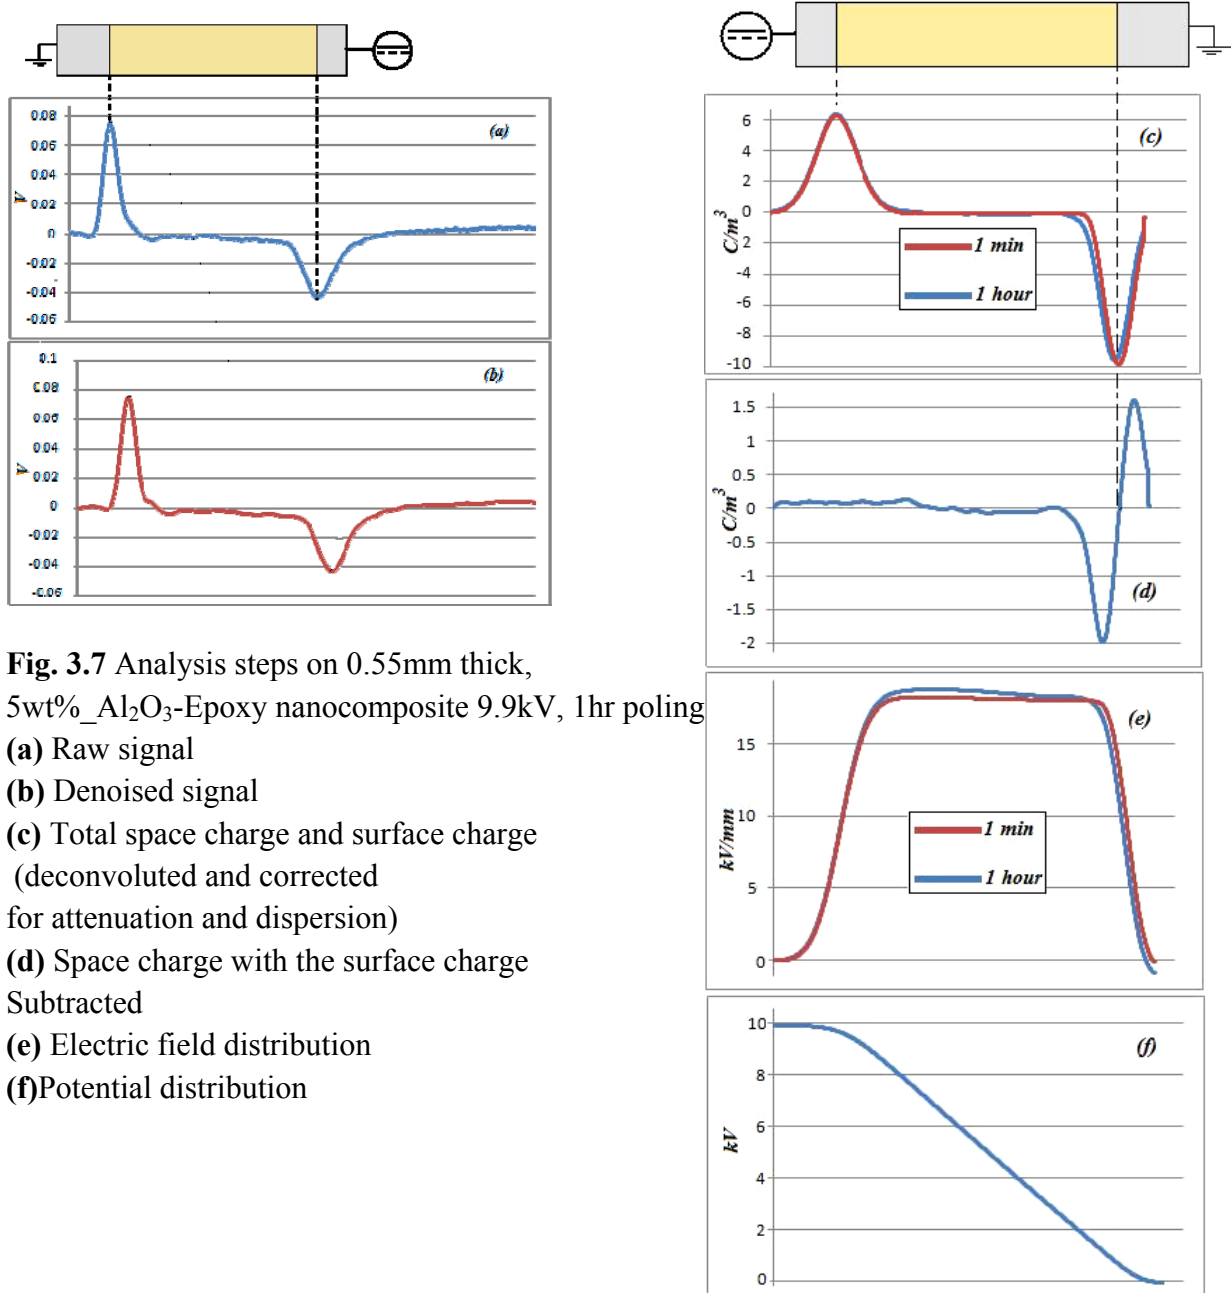 0.08
0.06
0.04
0.02
0
-0.02
-0.04
-0.06
V
(a)
0.1
0.08
0.06
0.04
0.02
0
-0.02
-0.04
-0.06
V
(b)
Fig. 3.7 Analysis steps on 0.55mm thick,
5wt%_Al₂O₃-Epoxy nanocomposite 9.9kV, 1hr poling
(a) Raw signal
(b) Denoised signal
(c) Total space charge and surface charge
(deconvoluted and corrected
for attenuation and dispersion)
(d) Space charge with the surface charge
Subtracted
(e) Electric field distribution
(f)Potential distribution
6
4
2
0
2
-4
-6
-8
-10
C/m³
(c)
1 min
1 hour
1.5
1
0.5
0
-0.5
-1
-1.5
-2
C/m³
(d)
15
10
5
0
kV/mm
(e)
1 min
1 hour
10
8
6
4
2
0
kV
(f)